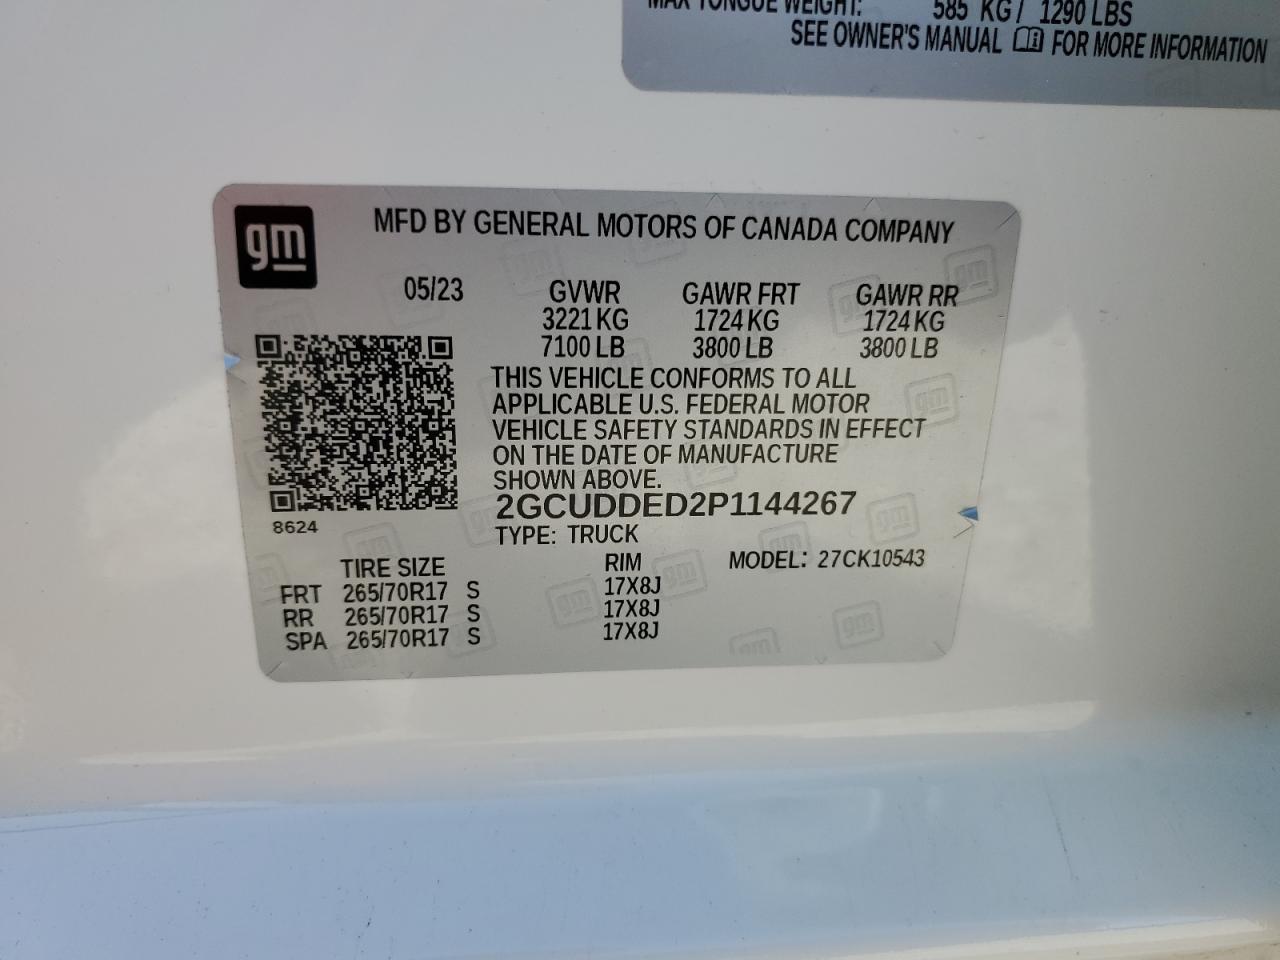 MAX TONGUE WEIGHT: 585 KG / 1290 LBS
SEE OWNER'S MANUAL FOR MORE INFORMATION
gm
MFD BY GENERAL MOTORS OF CANADA COMPANY
05/23 GVWR GAWR FRT GAWR RR
3221 KG 1724 KG 1724 KG
7100 LB 3800 LB 3800 LB
THIS VEHICLE CONFORMS TO ALL
APPLICABLE U.S. FEDERAL MOTOR
VEHICLE SAFETY STANDARDS IN EFFECT
ON THE DATE OF MANUFACTURE
SHOWN ABOVE.
2GCUDDED2P1144267
8624
TYPE: TRUCK
TIRE SIZE RIM MODEL: 27CK10543
FRT 265/70R17 S 17X8J
RR 265/70R17 S 17X8J
SPA 265/70R17 S 17X8J